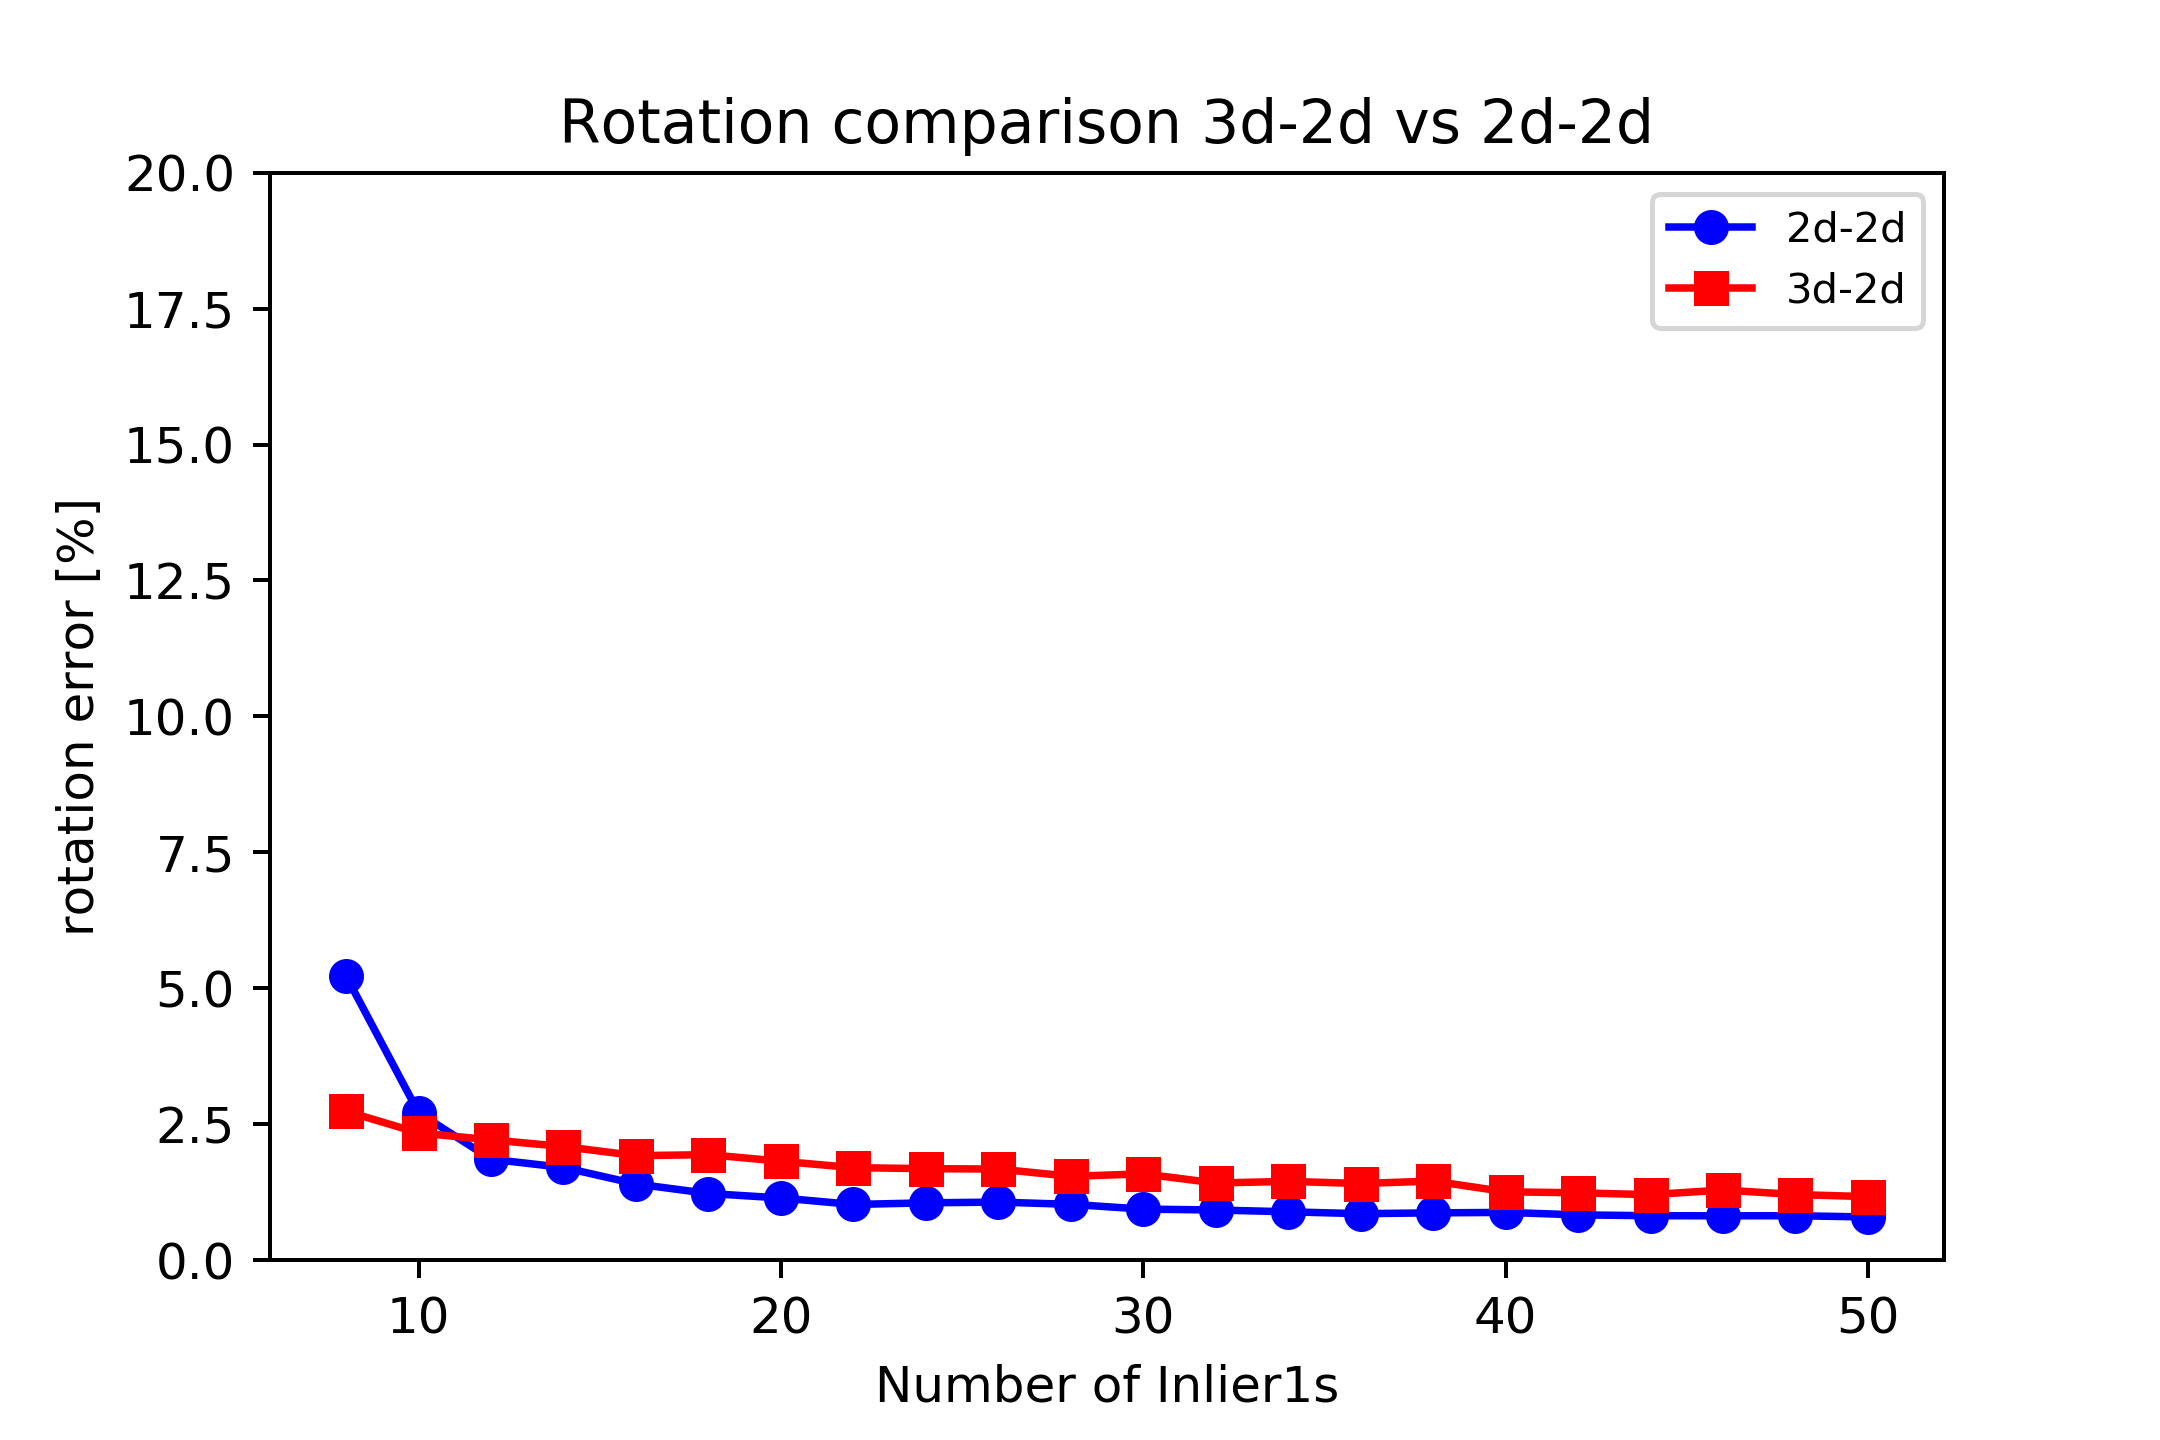 Rotation comparison 3d-2d vs 2d-2d
20.0
17.5
15.0
12.5
10.0
7.5
5.0
2.5
0.0
rotation error [%]
2d-2d
3d-2d
10 20 30 40 50
Number of Inlier1s